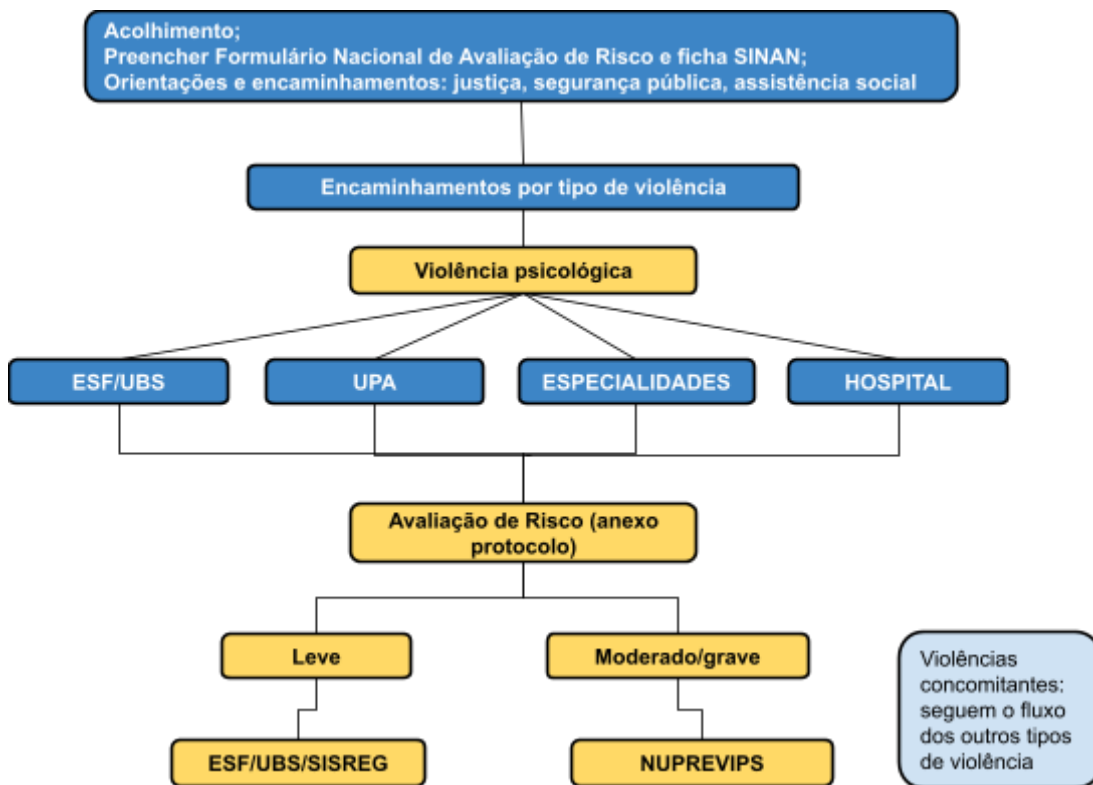 Acolhimento;
Preencher Formulário Nacional de Avaliação de Risco e ficha SINAN;
Orientações e encaminhamentos: justiça, segurança pública, assistência social
Encaminhamentos por tipo de violência
Violência psicológica
ESF/UBS
UPA
ESPECIALIDADES
HOSPITAL
Avaliação de Risco (anexo
protocolo)
Leve
Moderado/grave
ESF/UBS/SISREG
NUPREVIPS
Violências
concomitantes:
seguem o fluxo
dos outros tipos
de violência